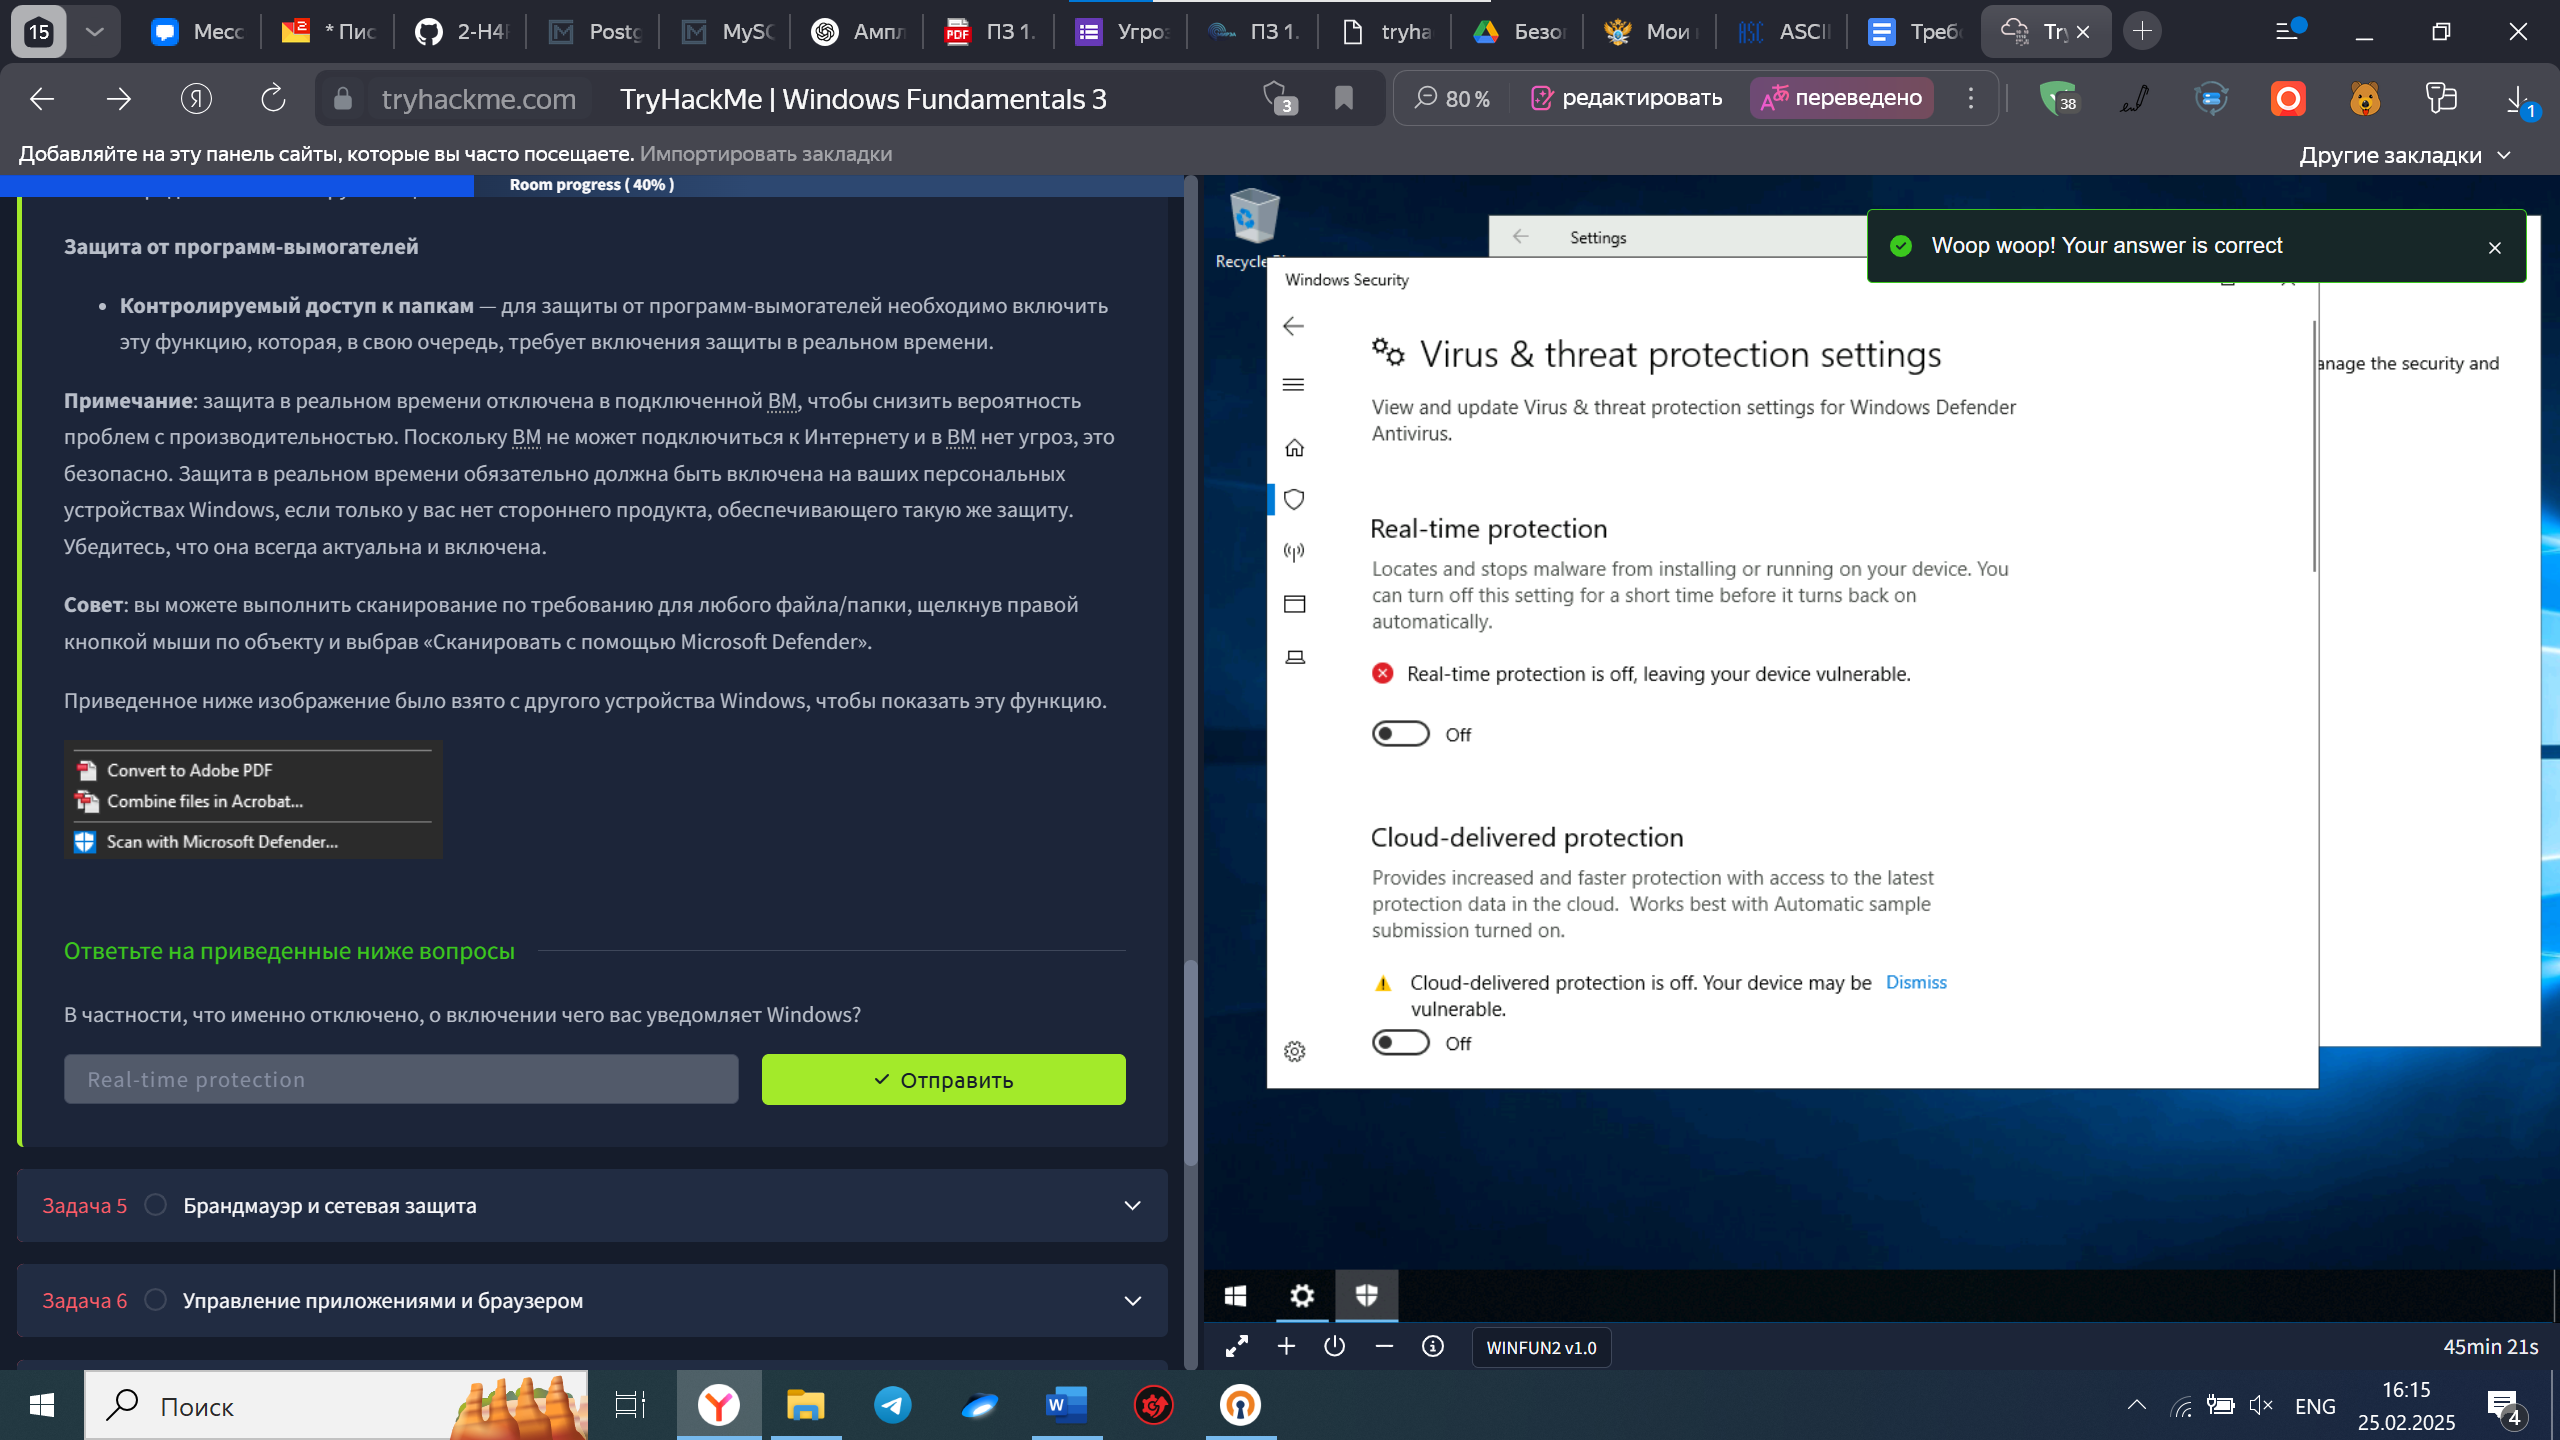 15
Месс
* Пис
2-H4F
Postg
MySQ
Ампл
ПЗ 1.
Угроз
ПЗ 1.
tryha
Безо
Мои
ASCII
Треб
Try
tryhackme.com
TryHackMe | Windows Fundamentals 3
3
80 %
редактировать
переведено
38
1
Добавляйте на эту панель сайты, которые вы часто посещаете. Импортировать закладки
Другие закладки
Room progress ( 40% )
Защита от программ-вымогателей
• Контролируемый доступ к папкам — для защиты от программ-вымогателей необходимо включить
эту функцию, которая, в свою очередь, требует включения защиты в реальном времени.
Примечание: защита в реальном времени отключена в подключенной ВМ, чтобы снизить вероятность
проблем с производительностью. Поскольку ВМ не может подключиться к Интернету и в ВМ нет угроз, это
безопасно. Защита в реальном времени обязательно должна быть включена на ваших персональных
устройствах Windows, если только у вас нет стороннего продукта, обеспечивающего такую же защиту.
Убедитесь, что она всегда актуальна и включена.
Совет: вы можете выполнить сканирование по требованию для любого файла/папки, щелкнув правой
кнопкой мыши по объекту и выбрав «Сканировать с помощью Microsoft Defender».
Приведенное ниже изображение было взято с другого устройства Windows, чтобы показать эту функцию.
Convert to Adobe PDF
Combine files in Acrobat...
Scan with Microsoft Defender...
Ответьте на приведенные ниже вопросы
В частности, что именно отключено, о включении чего вас уведомляет Windows?
Real-time protection
Отправить
Задача 5
Брандмауэр и сетевая защита
Задача 6
Управление приложениями и браузером
Recycle
Settings
Woop woop! Your answer is correct
anage the security and
Windows Security
Virus & threat protection settings
View and update Virus & threat protection settings for Windows Defender
Antivirus.
Real-time protection
Locates and stops malware from installing or running on your device. You
can turn off this setting for a short time before it turns back on
automatically.
Real-time protection is off, leaving your device vulnerable.
Off
Cloud-delivered protection
Provides increased and faster protection with access to the latest
protection data in the cloud. Works best with Automatic sample
submission turned on.
Cloud-delivered protection is off. Your device may be Dismiss
vulnerable.
Off
WINFUN2 v1.0
45min 21s
Поиск
ENG
16:15
25.02.2025
4